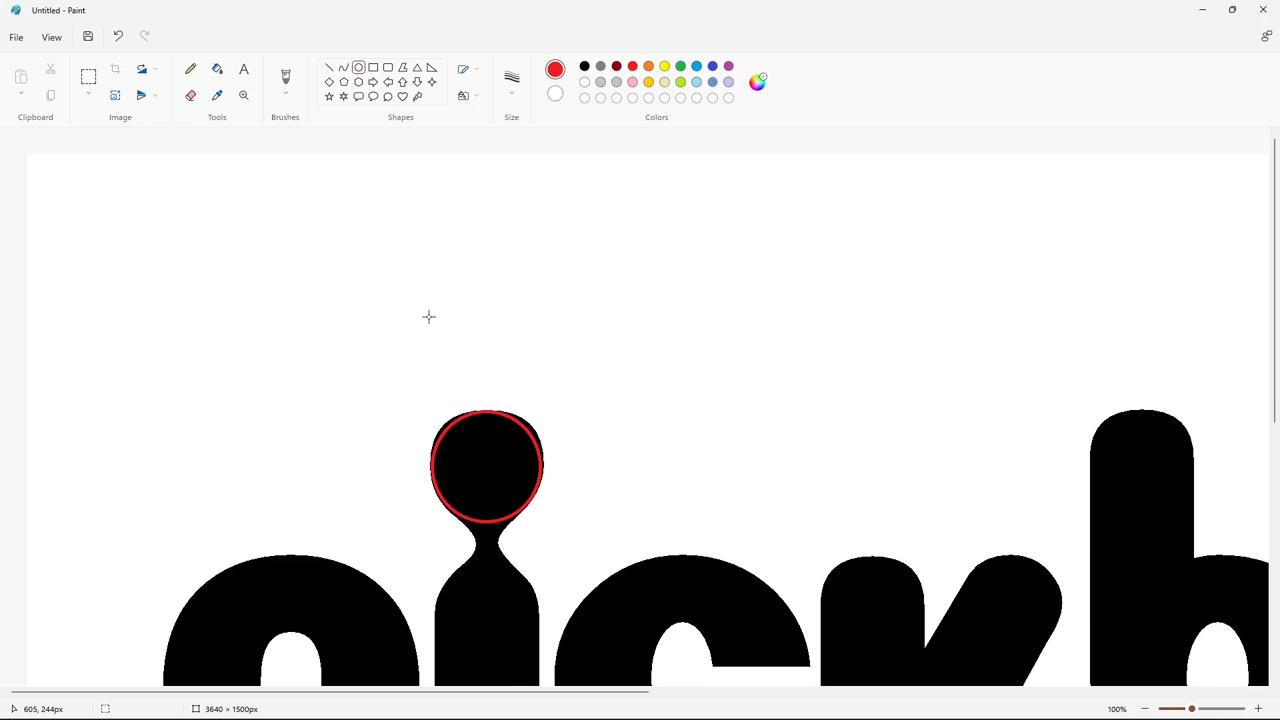 Untitled - Paint
File View
Clipboard Image Tools Brushes Shapes Size Colors
605, 244px 3640 × 1500px 100%